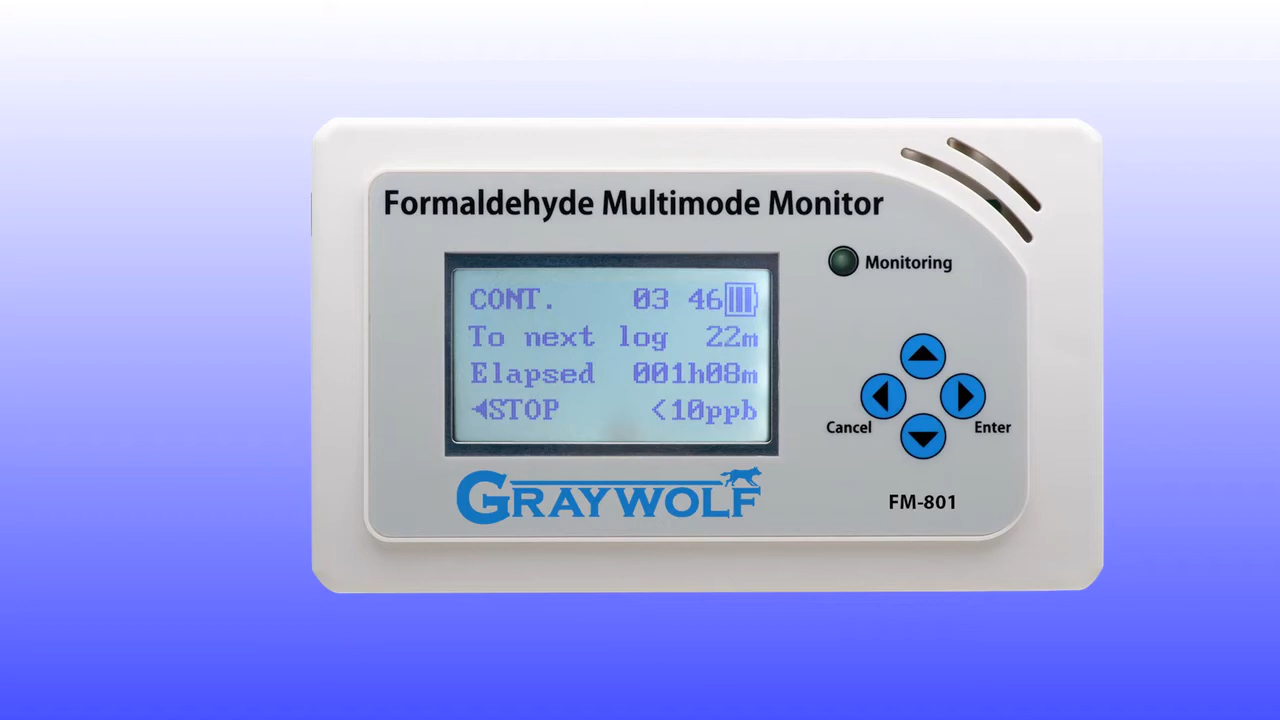 Formaldehyde Multimode Monitor
Monitoring
CONT. 03 46
To next log 22m
Elapsed 001h08m
◄STOP <10ppb
Cancel
Enter
GRAYWOLF
FM-801